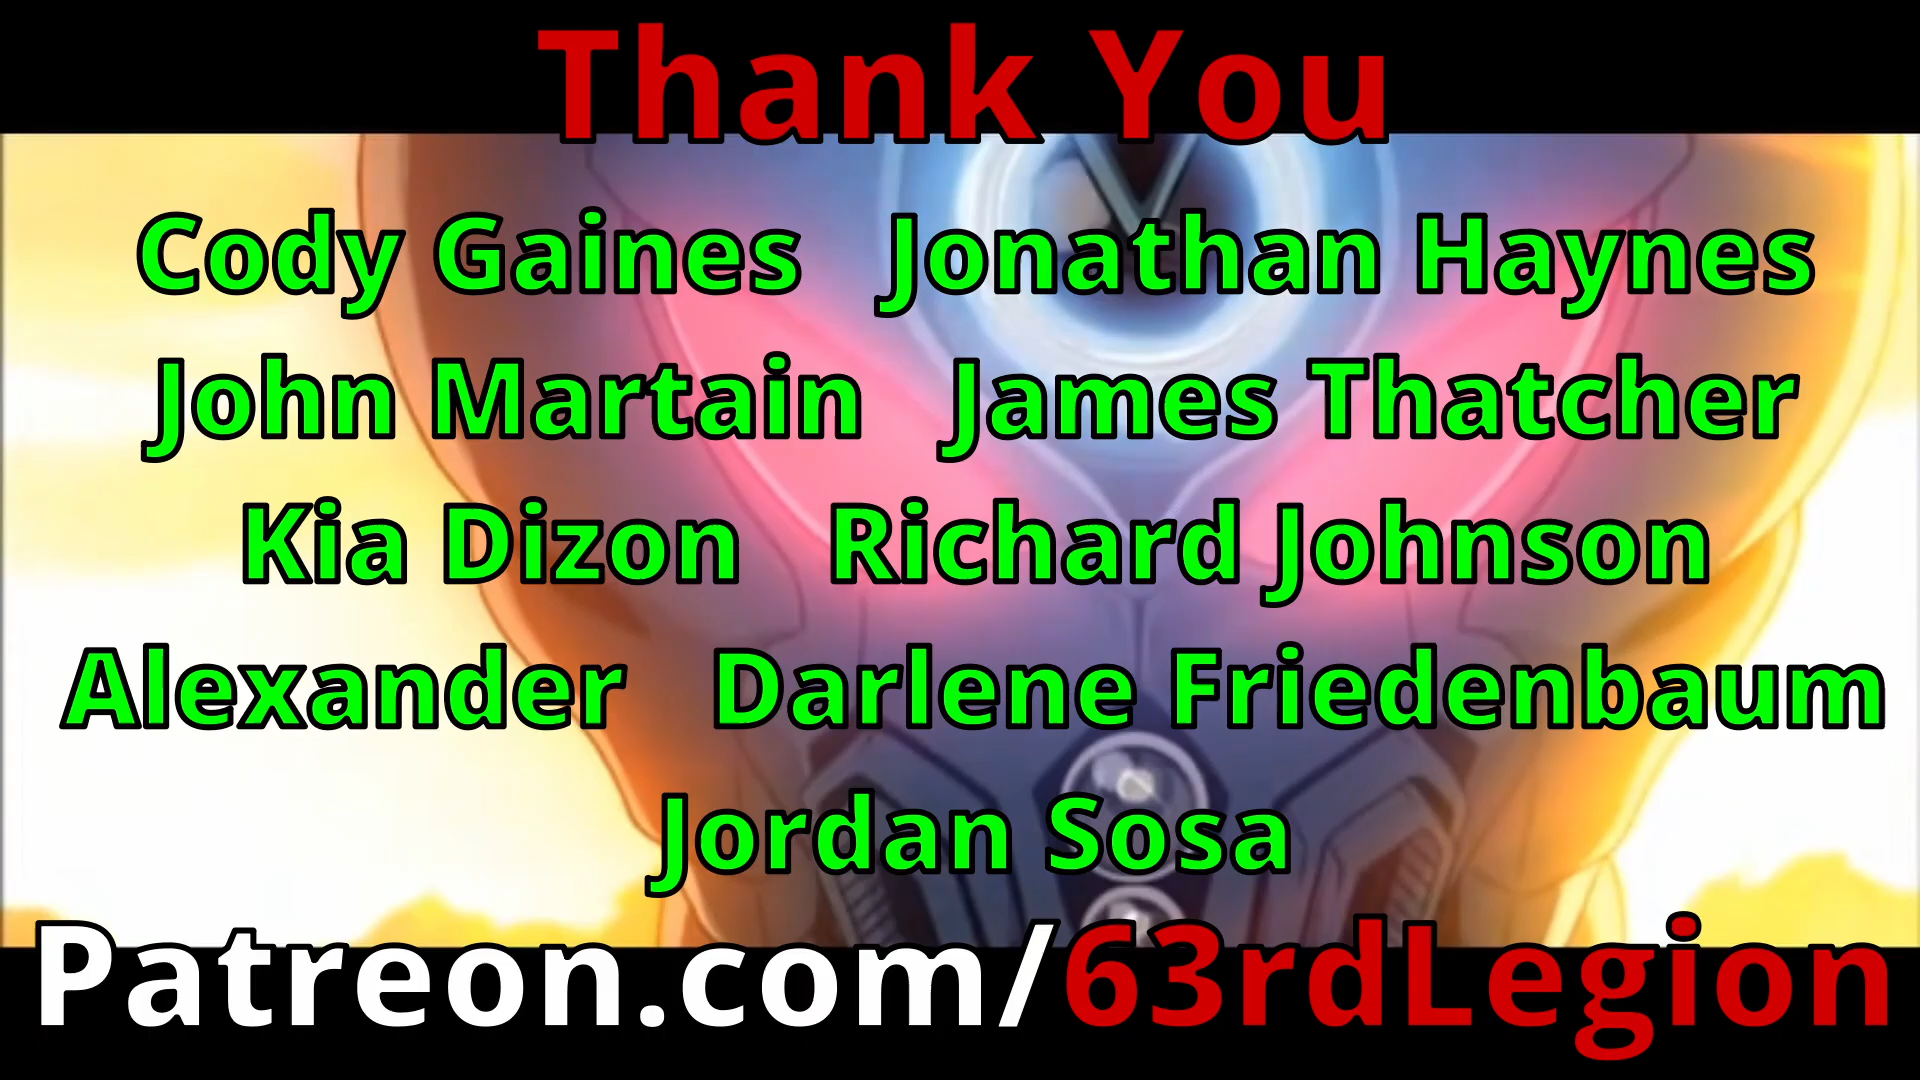 Thank You
Cody Gaines Jonathan Haynes
John Martain James Thatcher
Kia Dizon Richard Johnson
Alexander Darlene Friedenbaum
Jordan Sosa
Patreon.com/63rdLegion